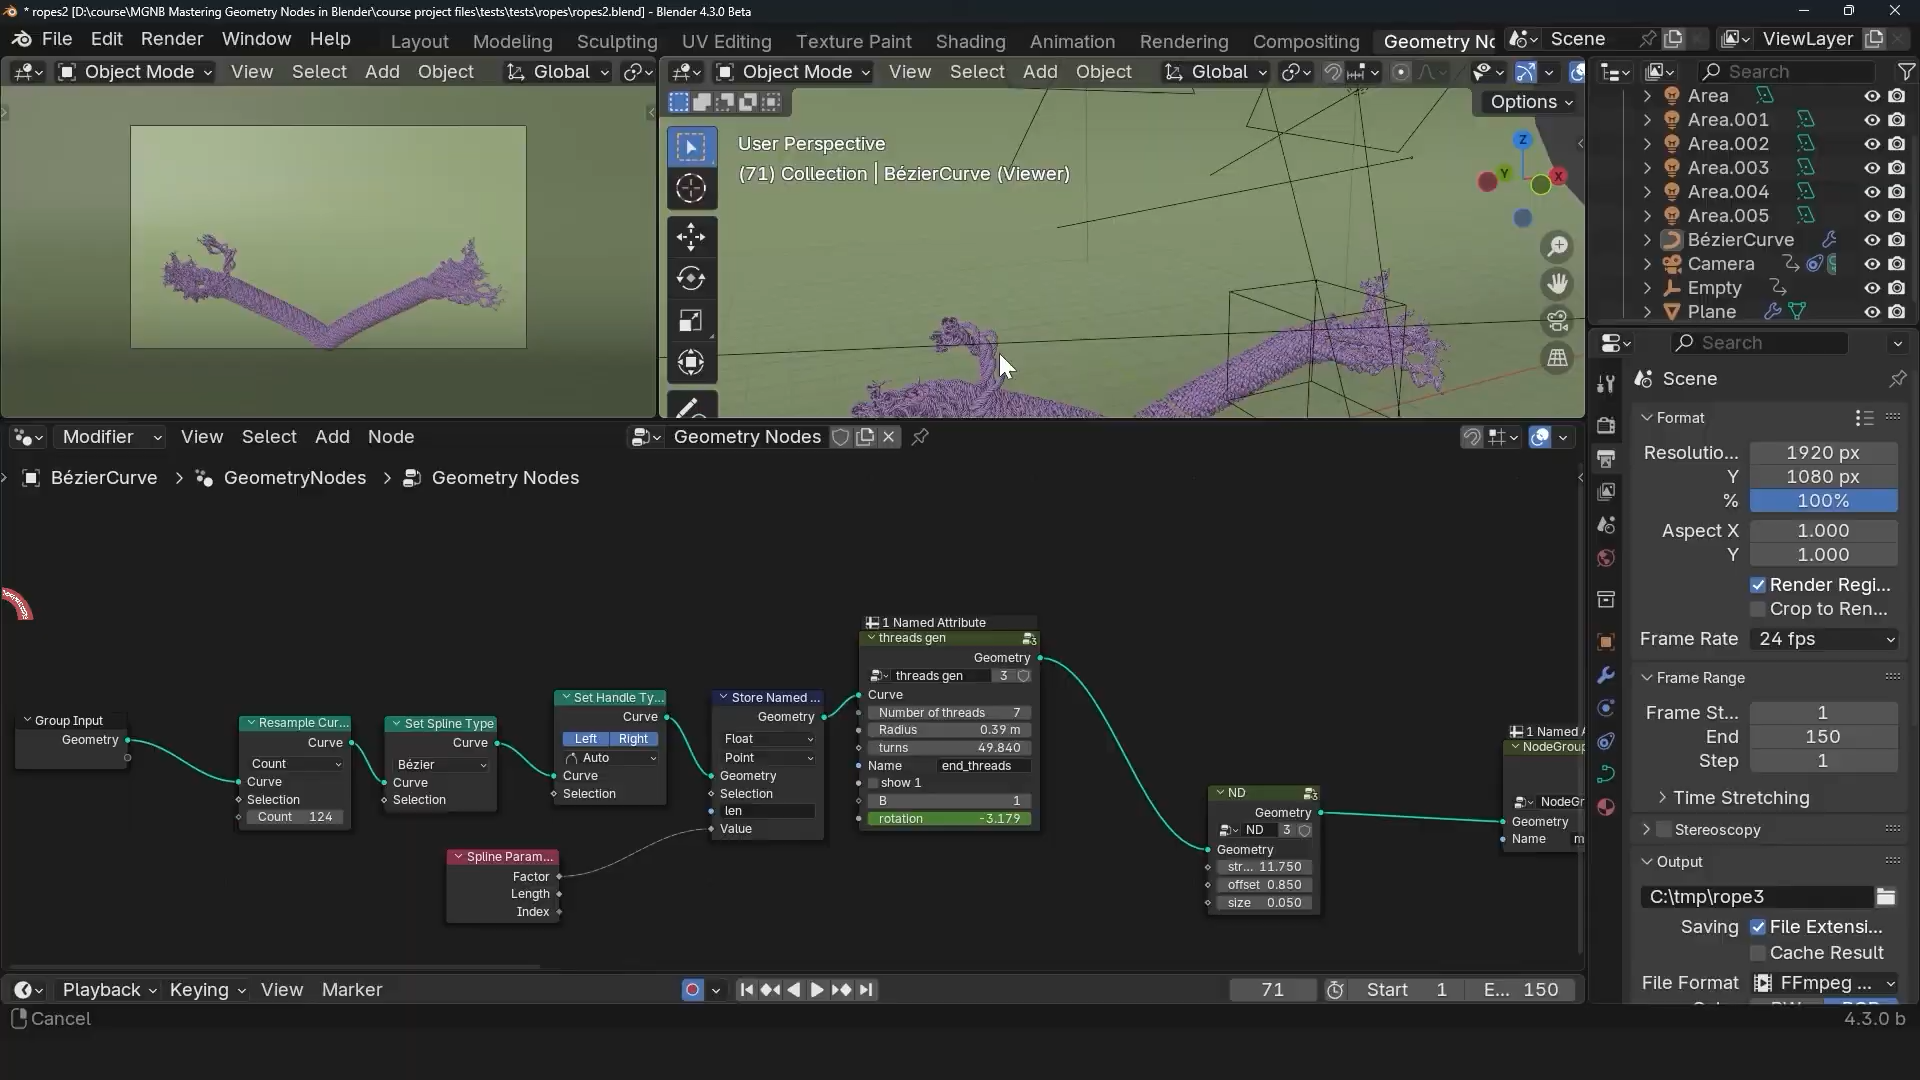 * ropes2 [D:\course\MGNB Mastering Geometry Nodes in Blender\course project files\tests\tests\ropes\ropes2.blend] - Blender 4.3.0 Beta
File Edit Render Window Help
Layout Modeling Sculpting UV Editing Texture Paint Shading Animation Rendering Compositing Geometry Nc
Scene
ViewLayer
Object Mode View Select Add Object Global
Object Mode View Select Add Object Global
Search
Options
User Perspective
(71) Collection | BézierCurve (Viewer)
Z
Y
X
Area
Area.001
Area.002
Area.003
Area.004
Area.005
BézierCurve
Camera
Empty
Plane
Search
Scene
Format
Resolutio... 1920 px
Y 1080 px
% 100%
Aspect X 1.000
Y 1.000
Render Regi...
Crop to Ren...
Frame Rate 24 fps
Frame Range
Frame St... 1
End 150
Step 1
Time Stretching
Stereoscopy
Output
C:\tmp\rope3
Saving File Extensi...
Cache Result
File Format FFmpeg ...
Modifier View Select Add Node
Geometry Nodes
BézierCurve > GeometryNodes > Geometry Nodes
Group Input
Geometry
Resample Cur...
Curve
Count
Curve
Selection
Count 124
Set Spline Type
Curve
Bézier
Curve
Selection
Spline Param...
Factor
Length
Index
Set Handle Ty...
Curve
Left Right
Auto
Curve
Selection
Store Named ...
Geometry
Float
Point
Geometry
Selection
len
Value
1 Named Attribute
threads gen
Geometry
threads gen 3
Curve
Number of threads 7
Radius 0.39 m
turns 49.840
Name end_threads
show 1
B 1
rotation -3.179
ND
Geometry
ND 3
Geometry
str... 11.750
offset 0.850
size 0.050
1 Named A
NodeGroup
NodeGr
Geometry
Name m
Playback Keying View Marker
71
Start 1
E... 150
Cancel
4.3.0 b